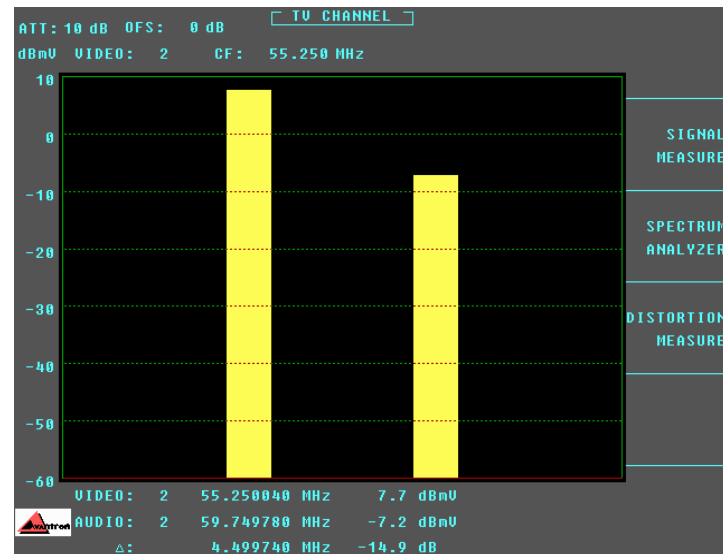 TV CHANNEL
ATT: 10 dB OFS: 0 dB
dBmV VIDEO: 2 CF: 55.250 MHz
10
0
-10
-20
-30
-40
-50
-60
SIGNAL
MEASURE
SPECTRUM
ANALYZER
DISTORTION
MEASURE
VIDEO: 2 55.250040 MHz 7.7 dBmV
Avantron
AUDIO: 2 59.749780 MHz -7.2 dBmV
△: 4.499740 MHz -14.9 dB